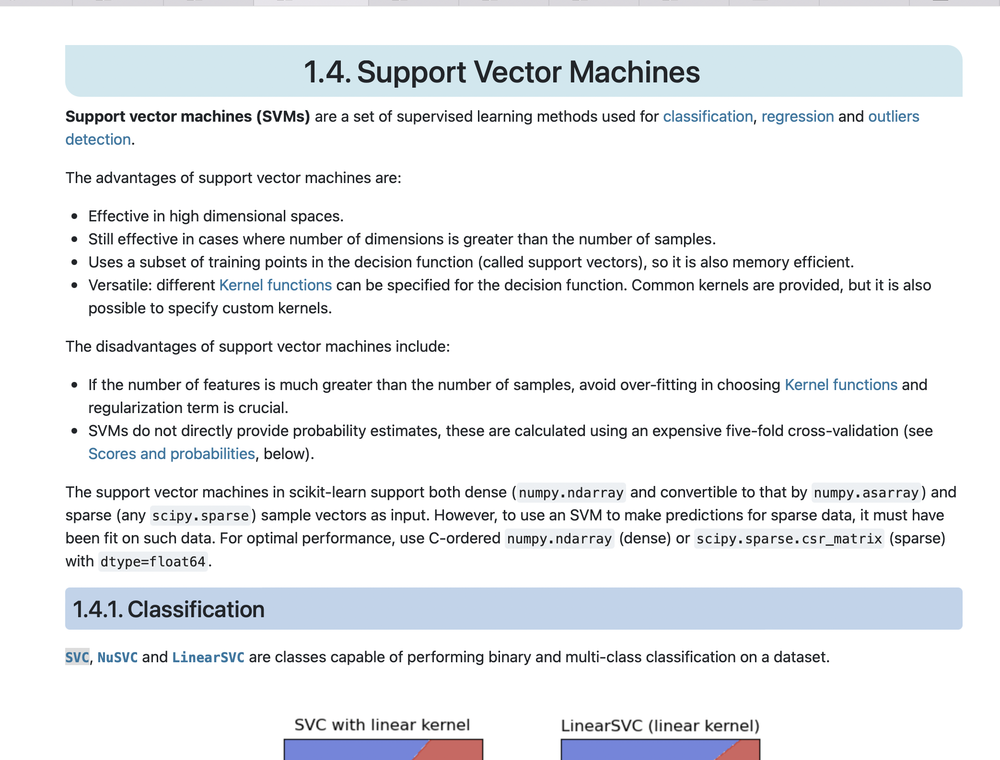 1.4. Support Vector Machines
Support vector machines (SVMs) are a set of supervised learning methods used for classification, regression and outliers
detection.
The advantages of support vector machines are:
• Effective in high dimensional spaces.
• Still effective in cases where number of dimensions is greater than the number of samples.
• Uses a subset of training points in the decision function (called support vectors), so it is also memory efficient.
• Versatile: different Kernel functions can be specified for the decision function. Common kernels are provided, but it is also
possible to specify custom kernels.
The disadvantages of support vector machines include:
• If the number of features is much greater than the number of samples, avoid over-fitting in choosing Kernel functions and
regularization term is crucial.
• SVMs do not directly provide probability estimates, these are calculated using an expensive five-fold cross-validation (see
Scores and probabilities, below).
The support vector machines in scikit-learn support both dense (numpy.ndarray and convertible to that by numpy.asarray) and
sparse (any scipy.sparse) sample vectors as input. However, to use an SVM to make predictions for sparse data, it must have
been fit on such data. For optimal performance, use C-ordered numpy.ndarray (dense) or scipy.sparse.csr_matrix (sparse)
with dtype=float64.
1.4.1. Classification
SVC, NuSVC and LinearSVC are classes capable of performing binary and multi-class classification on a dataset.
SVC with linear kernel
LinearSVC (linear kernel)